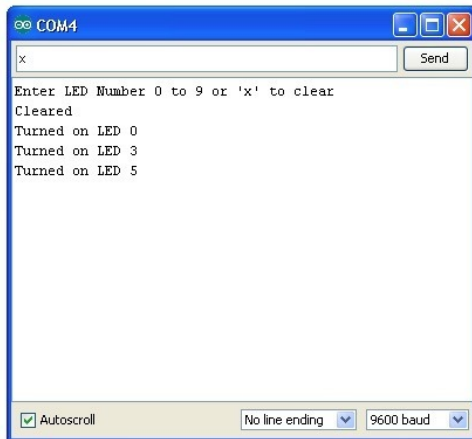 COM4
x
Send
Enter LED Number 0 to 9 or 'x' to clear
Cleared
Turned on LED 0
Turned on LED 3
Turned on LED 5
Autoscroll
No line ending
9600 baud